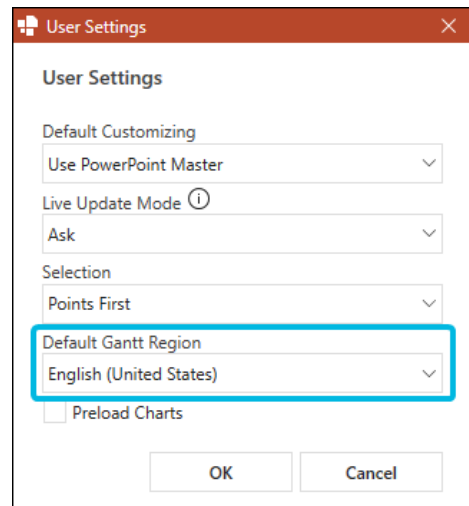 User Settings
User Settings
Default Customizing
Use PowerPoint Master
Live Update Mode
Ask
Selection
Points First
Default Gantt Region
English (United States)
Preload Charts
OK Cancel